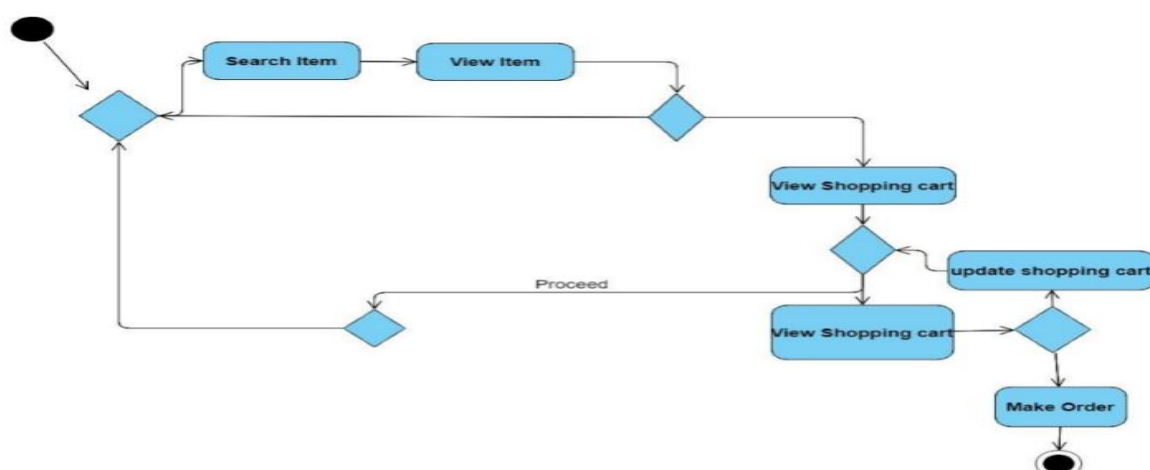 Search Item
View Item
View Shopping cart
update shopping cart
Proceed
View Shopping cart
Make Order